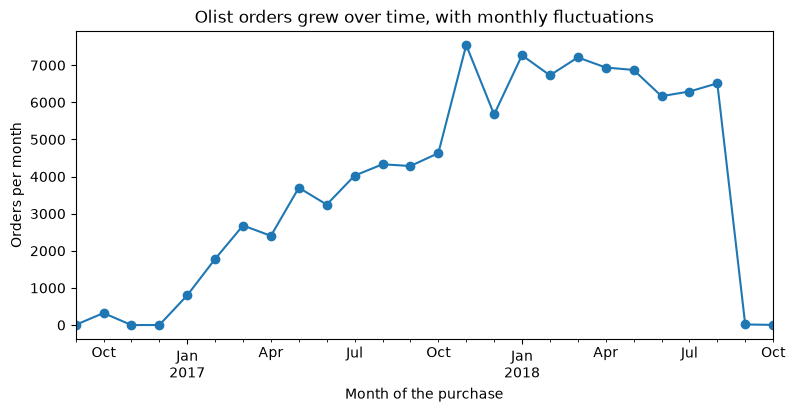 Olist orders grew over time, with monthly fluctuations
7000
6000
5000
4000
3000
2000
1000
0
Orders per month
Oct
Jan
2017
Apr
Jul
Oct
Jan
2018
Apr
Jul
Oct
Month of the purchase